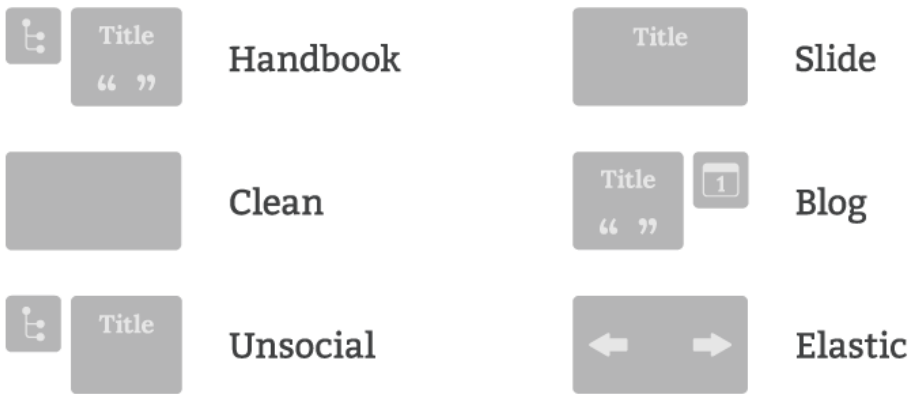 Title
“ ”
Handbook
Title
Slide
Clean
Title
“ ”
1
Blog
Title
Unsocial
Elastic